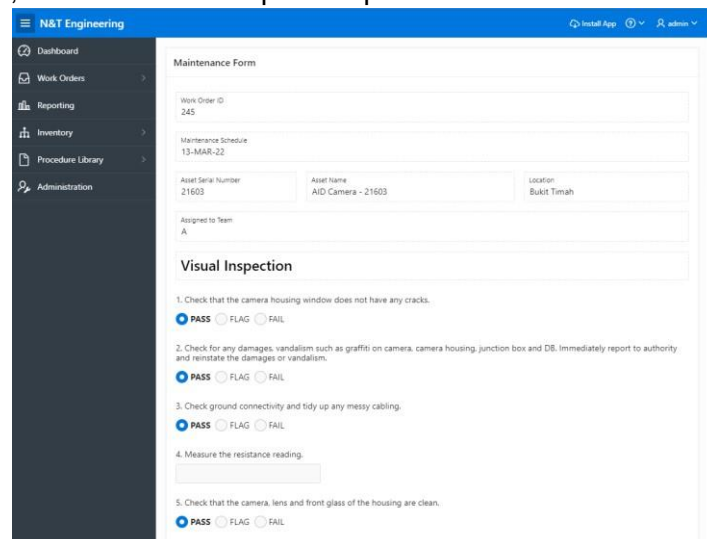 N&T Engineering
Install App
admin
Dashboard
Work Orders
Reporting
Inventory
Procedure Library
Administration
Maintenance Form
Work Order ID
245
Maintenance Schedule
13-MAR-22
Asset Serial Number
21603
Asset Name
AID Camera - 21603
Location
Bukit Timah
Assigned to Team
A
Visual Inspection
1. Check that the camera housing window does not have any cracks.
PASS FLAG FAIL
2. Check for any damages, vandalism such as graffiti on camera, camera housing, junction box and DB. Immediately report to authority
and reinstate the damages or vandalism.
PASS FLAG FAIL
3. Check ground connectivity and tidy up any messy cabling.
PASS FLAG FAIL
4. Measure the resistance reading.
5. Check that the camera, lens and front glass of the housing are clean.
PASS FLAG FAIL